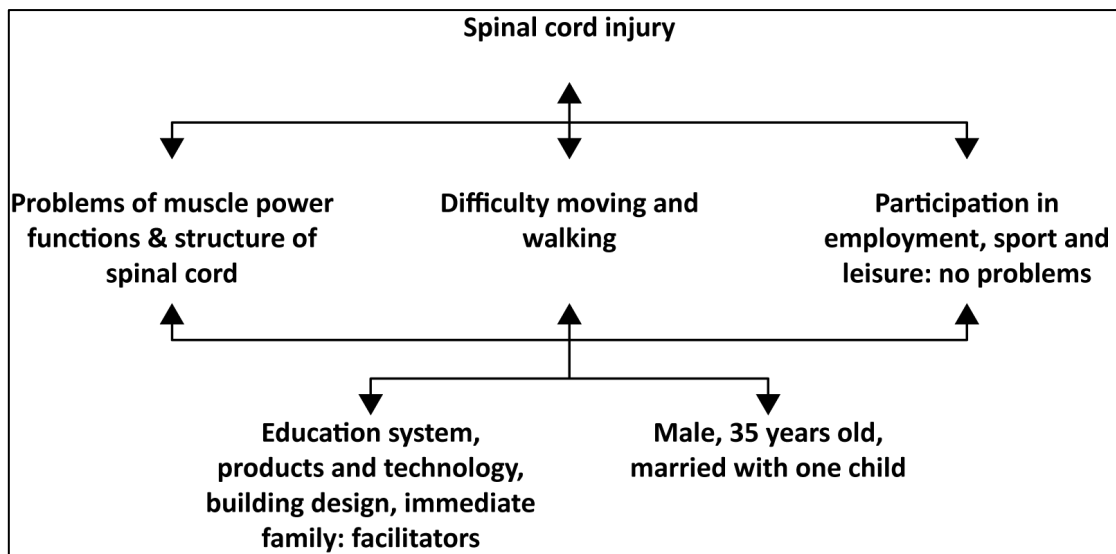 Spinal cord injury
Problems of muscle power
functions & structure of
spinal cord
Difficulty moving and
walking
Participation in
employment, sport and
leisure: no problems
Education system,
products and technology,
building design, immediate
family: facilitators
Male, 35 years old,
married with one child